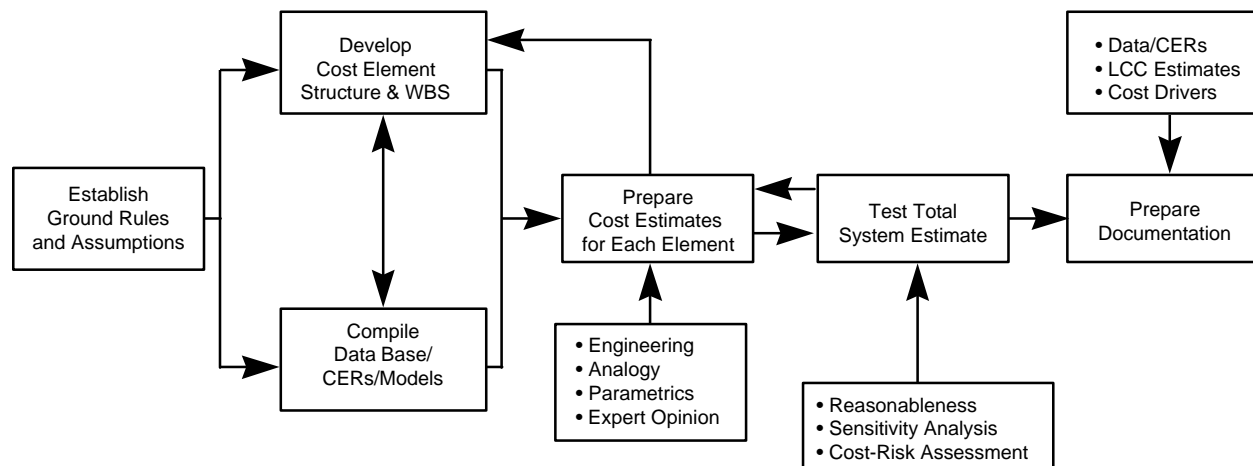 Develop
Cost Element
Structure & WBS
• Data/CERs
• LCC Estimates
• Cost Drivers
Establish
Ground Rules
and Assumptions
Prepare
Cost Estimates
for Each Element
Test Total
System Estimate
Prepare
Documentation
Compile
Data Base/
CERs/Models
• Engineering
• Analogy
• Parametrics
• Expert Opinion
• Reasonableness
• Sensitivity Analysis
• Cost-Risk Assessment